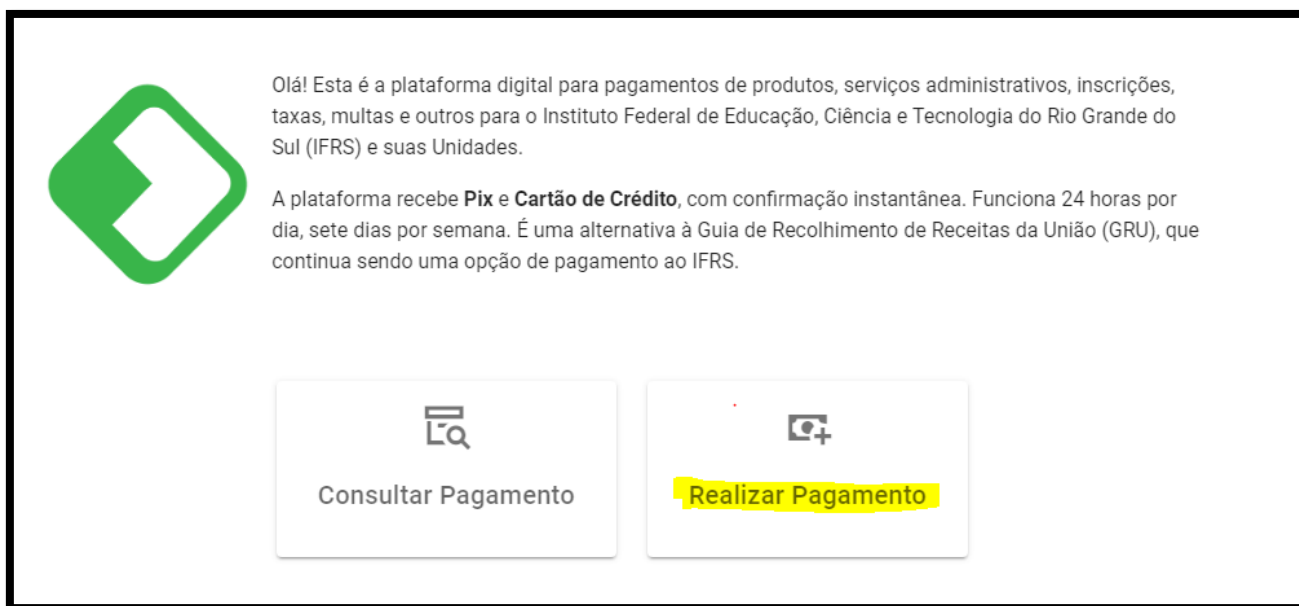 Olá! Esta é a plataforma digital para pagamentos de produtos, serviços administrativos, inscrições,
taxas, multas e outros para o Instituto Federal de Educação, Ciência e Tecnologia do Rio Grande do
Sul (IFRS) e suas Unidades.
A plataforma recebe Pix e Cartão de Crédito, com confirmação instantânea. Funciona 24 horas por
dia, sete dias por semana. É uma alternativa à Guia de Recolhimento de Receitas da União (GRU), que
continua sendo uma opção de pagamento ao IFRS.
Consultar Pagamento
Realizar Pagamento